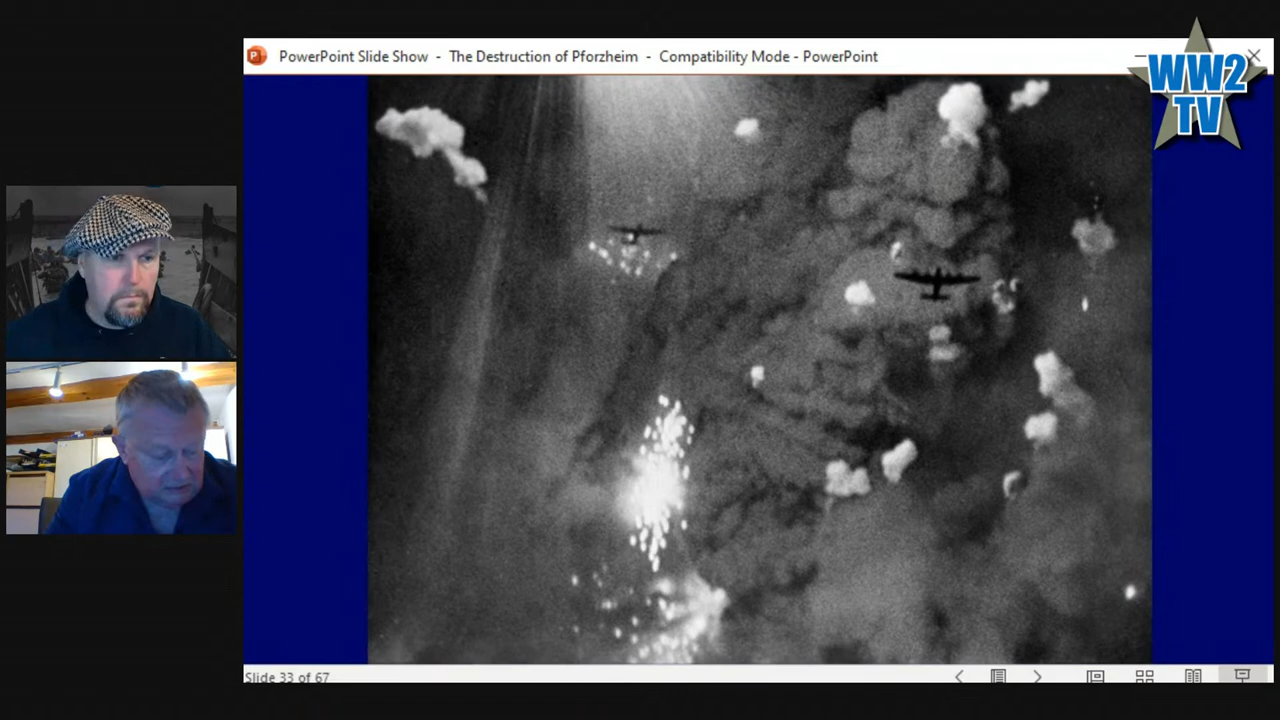 PowerPoint Slide Show - The Destruction of Pforzheim - Compatibility Mode - PowerPoint
WW2
TV
Slide 33 of 67